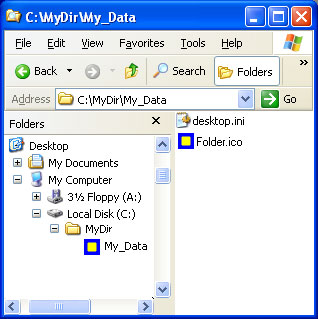 C:\MyDir\My_Data
File Edit View Favorites Tools Help
Back Search Folders
Address C:\MyDir\My_Data Go
Folders
Desktop
My Documents
My Computer
3½ Floppy (A:)
Local Disk (C:)
MyDir
My_Data
desktop.ini
Folder.ico